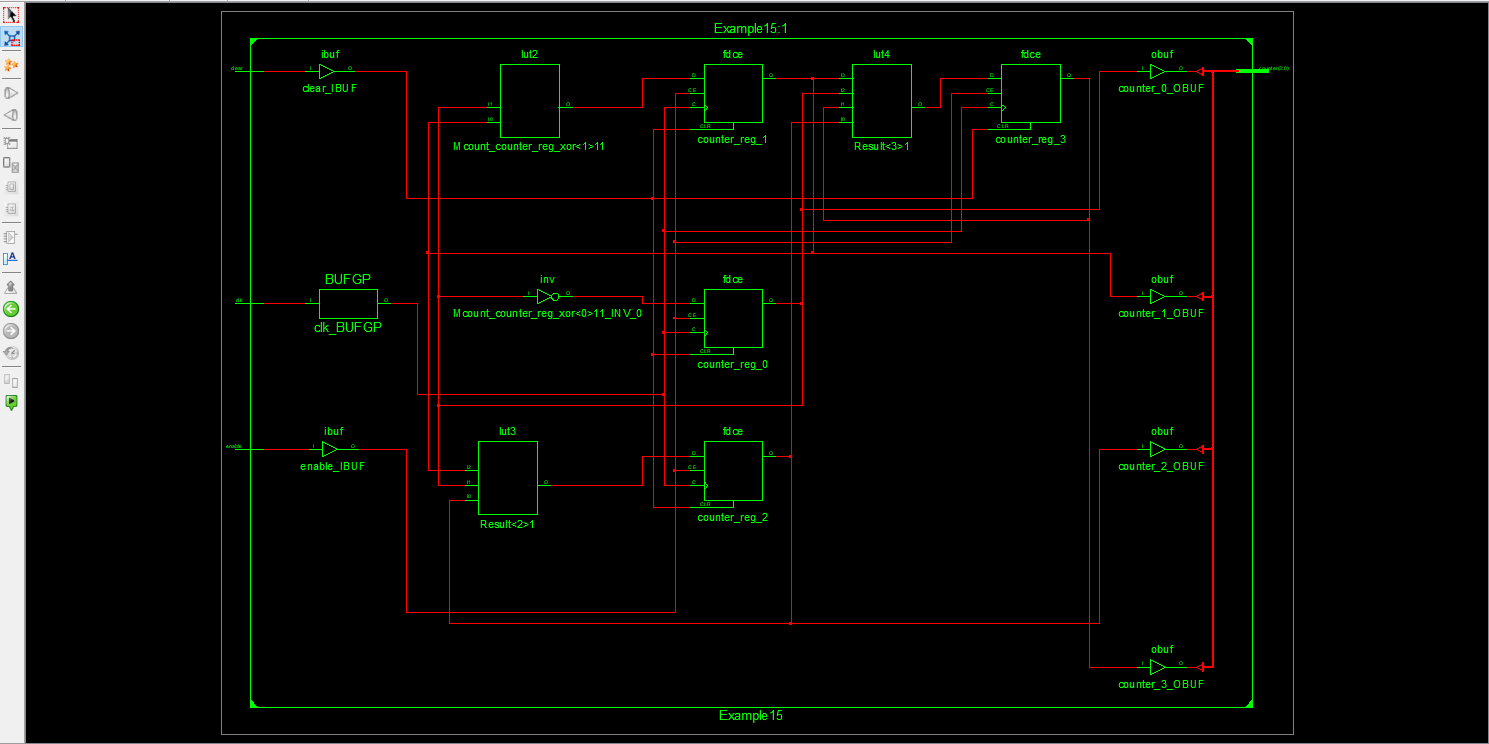 Example15:1
ibuf
lut2
fdce
lut4
fdce
obuf
clear
I
O
clear_IBUF
I1
I0
O
Mcount_counter_reg_xor<1>11
D
CE
C
CLR
O
counter_reg_1
I3
I2
I1
I0
O
Result<3>1
D
CE
C
CLR
O
counter_reg_3
I
O
counter_0_OBUF
counter(3:0)
BUFGP
inv
fdce
obuf
clk
I
O
clk_BUFGP
I
O
Mcount_counter_reg_xor<0>11_INV_0
D
CE
C
CLR
O
counter_reg_0
I
O
counter_1_OBUF
ibuf
lut3
fdce
obuf
enable
I
O
enable_IBUF
I2
I1
I0
O
Result<2>1
D
CE
C
CLR
O
counter_reg_2
I
O
counter_2_OBUF
obuf
I
O
counter_3_OBUF
Example15